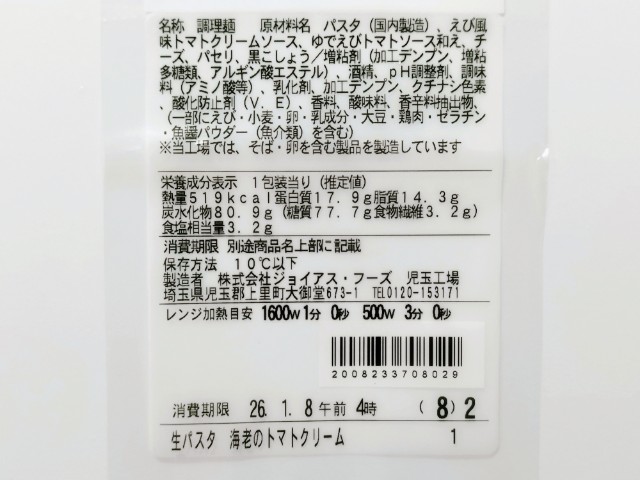 名称　調理麺　　原材料名　パスタ（国内製造）、えび風
味トマトクリームソース、ゆでえびトマトソース和え、チ
ーズ、パセリ、黒こしょう／増粘剤（加工デンプン、増粘
多糖類、アルギン酸エステル）、酒精、ｐＨ調整剤、調味
料（アミノ酸等）、乳化剤、加工デンプン、クチナシ色素
、酸化防止剤（Ｖ．Ｅ）、香料、酸味料、香辛料抽出物、
（一部にえび・小麦・卵・乳成分・大豆・鶏肉・ゼラチン
・魚醤パウダー（魚介類）を含む）
※当工場では、そば・卵を含む製品を製造しています
栄養成分表示　１包装当り（推定値）
熱量５１９ｋｃａｌ蛋白質１７．９ｇ脂質１４．３ｇ
炭水化物８０．９ｇ（糖質７７．７ｇ食物繊維３．２ｇ）
食塩相当量３．２ｇ
消費期限　別途商品名上部に記載
保存方法　１０℃以下
製造者　株式会社ジョイアス・フーズ　児玉工場
埼玉県児玉郡上里町大御堂673-1　TEL0120-153171
レンジ加熱目安　1600W 1分　0秒　500W　3分　0秒
2008233708029
消費期限　26.　1.　8 午前　4時　（　8）2
生パスタ　海老のトマトクリーム　1